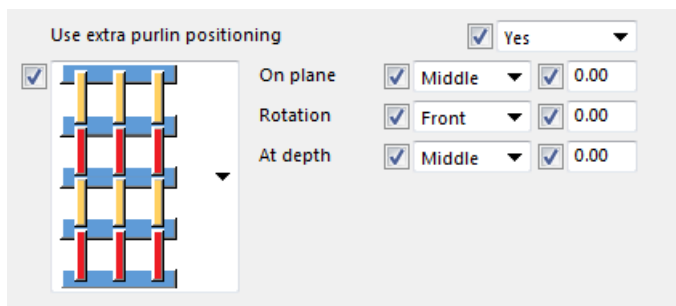 Use extra purlin positioning Yes
On plane Middle 0.00
Rotation Front 0.00
At depth Middle 0.00